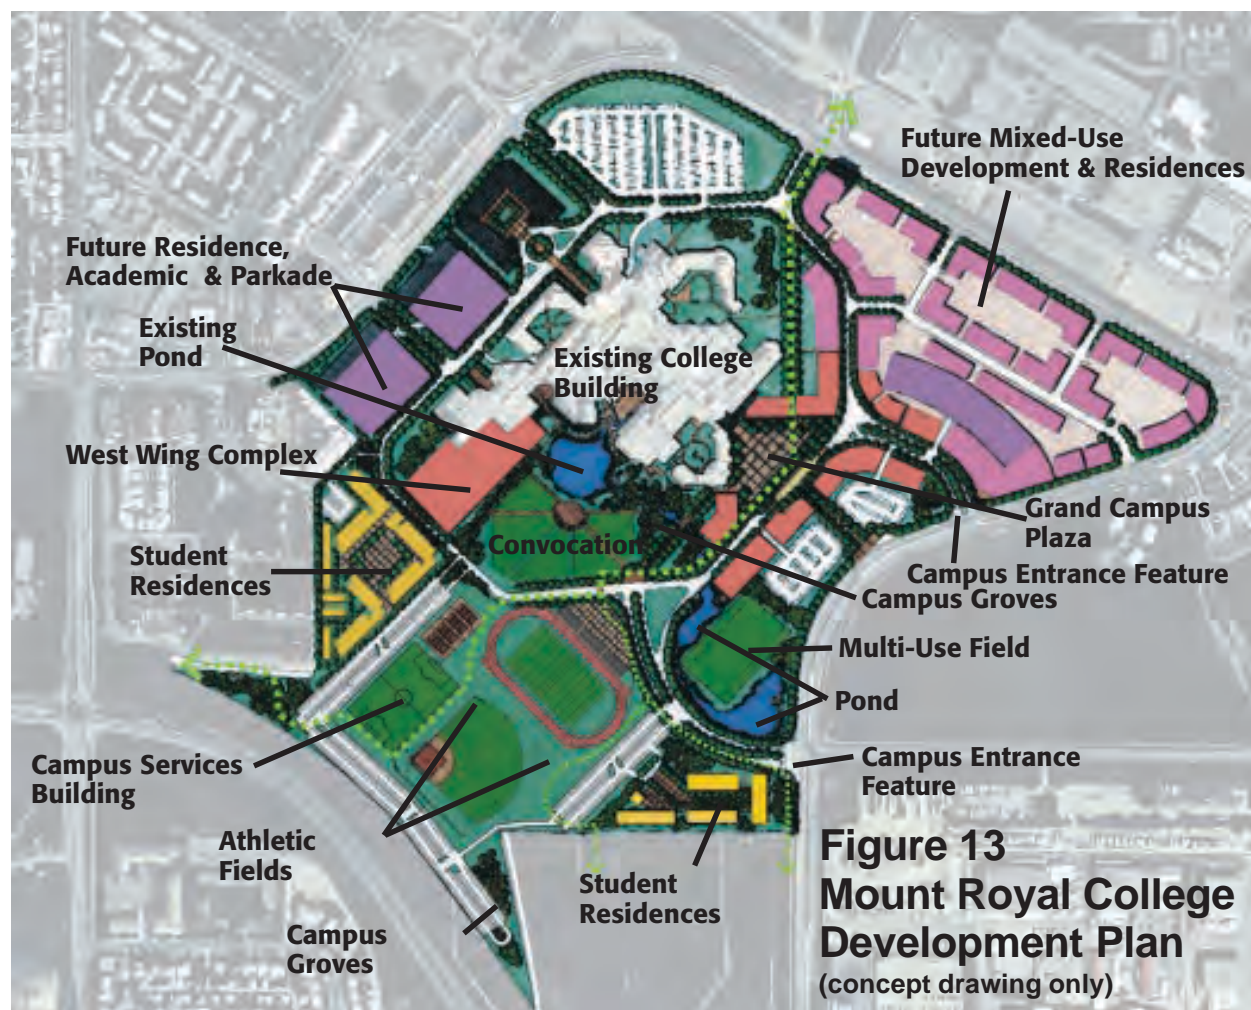 Future Mixed-Use
Development & Residences
Future Residence,
Academic & Parkade
Existing
Pond
Existing College
Building
West Wing Complex
Grand Campus
Plaza
Convocation
Student
Residences
Campus Entrance Feature
Campus Groves
Multi-Use Field
Pond
Campus Services
Building
Campus Entrance
Feature
Athletic
Fields
Student
Residences
Campus
Groves
Figure 13
Mount Royal College
Development Plan
(concept drawing only)